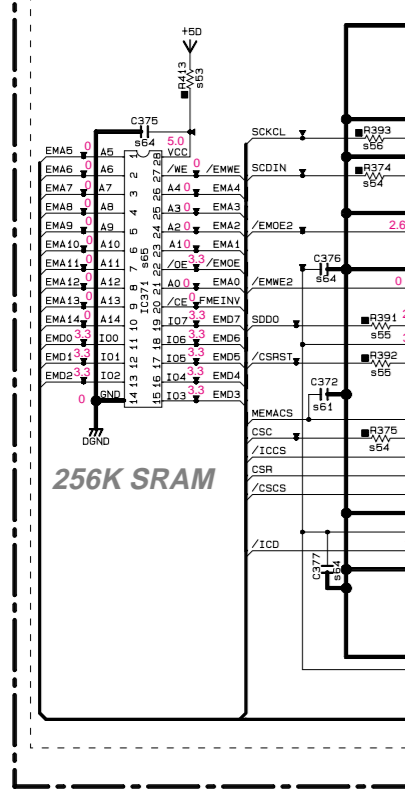 +5D
R413
s53
C375
s64
5.0
EMA5 0 A5 1 28 VCC
EMA6 0 A6 2 27 /WE 0 /EMWE
EMA7 0 A7 3 26 A4 0 EMA4
EMA8 0 A8 4 25 A3 0 EMA3
EMA9 0 A9 5 24 A2 0 EMA2
EMA10 0 A10 6 23 A1 0 EMA1
EMA11 0 A11 7 22 /OE 3.3 /EMOE
EMA12 0 A12 8 21 A0 0 EMA0
EMA13 0 A13 9 20 /CE 0 FMEINV
EMA14 0 A14 10 19 IO7 3.3 EMD7
EMD0 3.3 IO0 11 18 IO6 3.3 EMD6
EMD1 3.3 IO1 12 17 IO5 3.3 EMD5
EMD2 3.3 IO2 13 16 IO4 3.3 EMD4
0 GND 14 15 IO3 3.3 EMD3
IC371 s65
DGND
256K SRAM
SCKCL
R393
s56
SCDIN
R374
s54
/EMOE2
2.6
C376
s64
/EMWE2
0
SDDO
R391
s55
/CSRST
R392
s55
C372
s61
MEMACS
CSC
R375
s54
/ICCS
CSR
/CSCS
/ICD
C377
s64